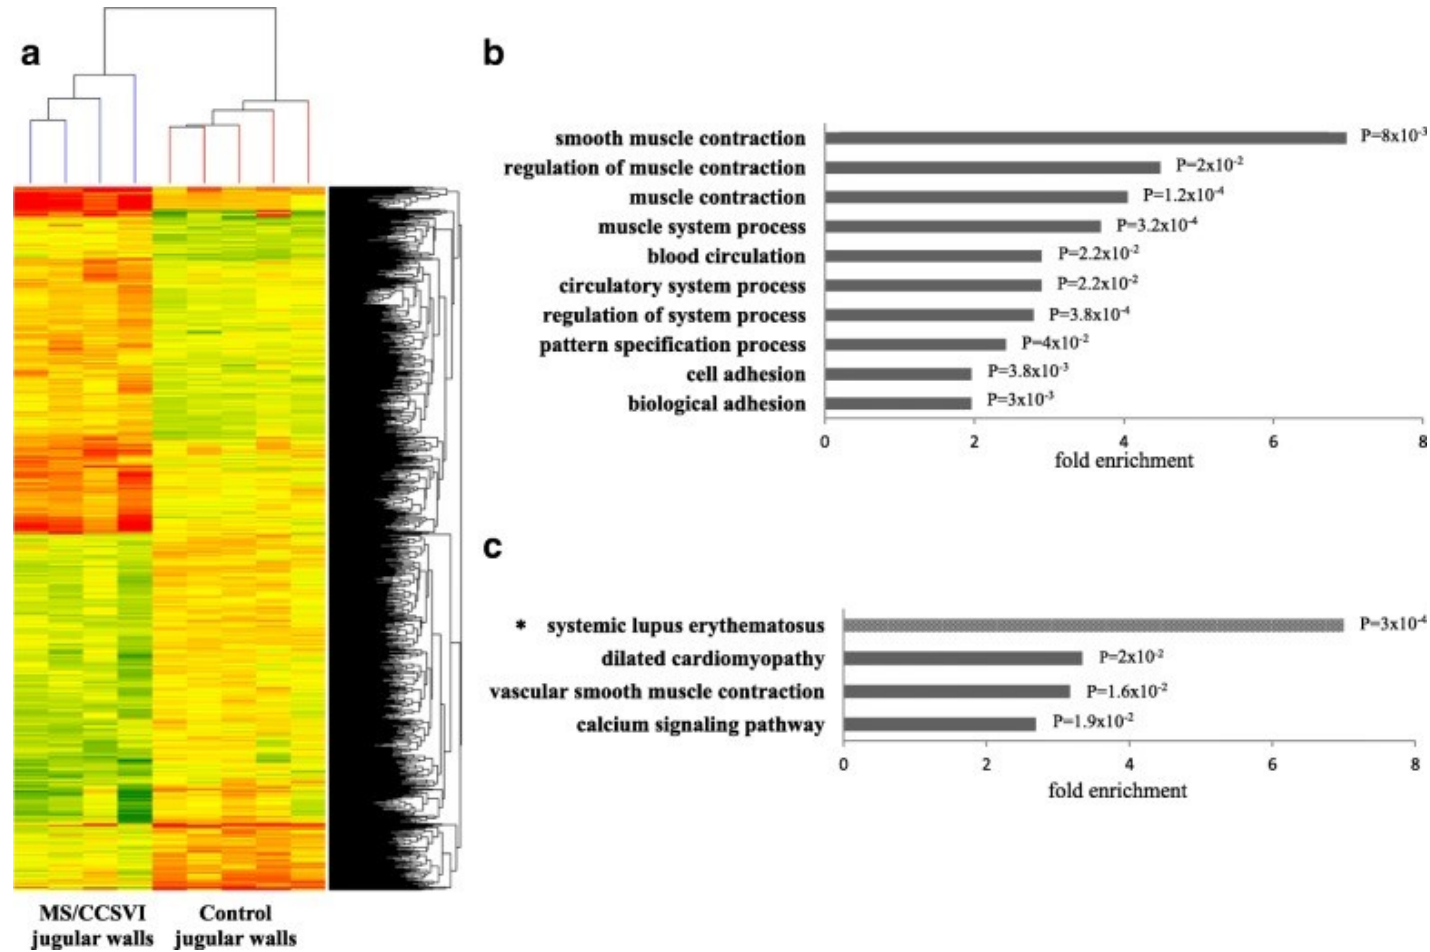 a
MS/CCSVI
jugular walls
Control
jugular walls
b
smooth muscle contraction P=8x10⁻³
regulation of muscle contraction P=2x10⁻²
muscle contraction P=1.2x10⁻⁴
muscle system process P=3.2x10⁻⁴
blood circulation P=2.2x10⁻²
circulatory system process P=2.2x10⁻²
regulation of system process P=3.8x10⁻⁴
pattern specification process P=4x10⁻²
cell adhesion P=3.8x10⁻³
biological adhesion P=3x10⁻³
0 2 4 6 8
fold enrichment
c
* systemic lupus erythematosus P=3x10⁻⁴
dilated cardiomyopathy P=2x10⁻²
vascular smooth muscle contraction P=1.6x10⁻²
calcium signaling pathway P=1.9x10⁻²
0 2 4 6 8
fold enrichment